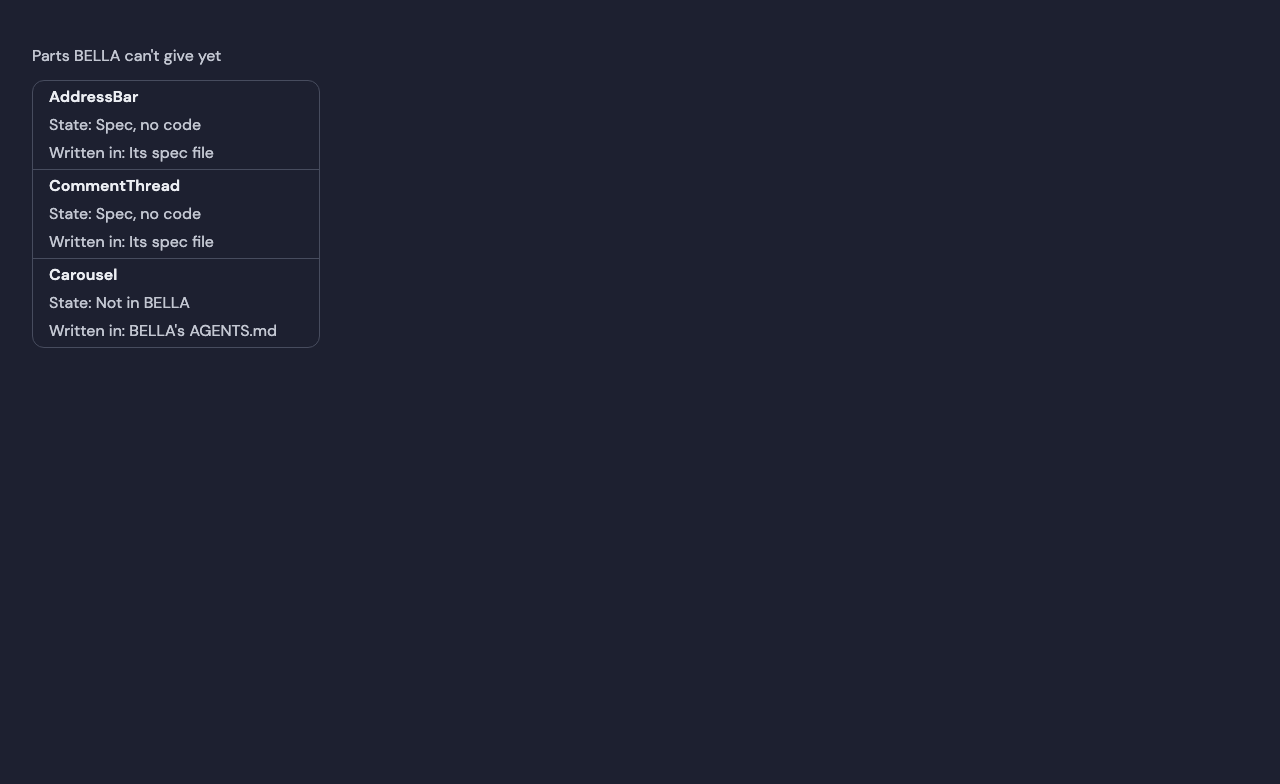 Parts BELLA can't give yet
AddressBar
State: Spec, no code
Written in: Its spec file
CommentThread
State: Spec, no code
Written in: Its spec file
Carousel
State: Not in BELLA
Written in: BELLA's AGENTS.md